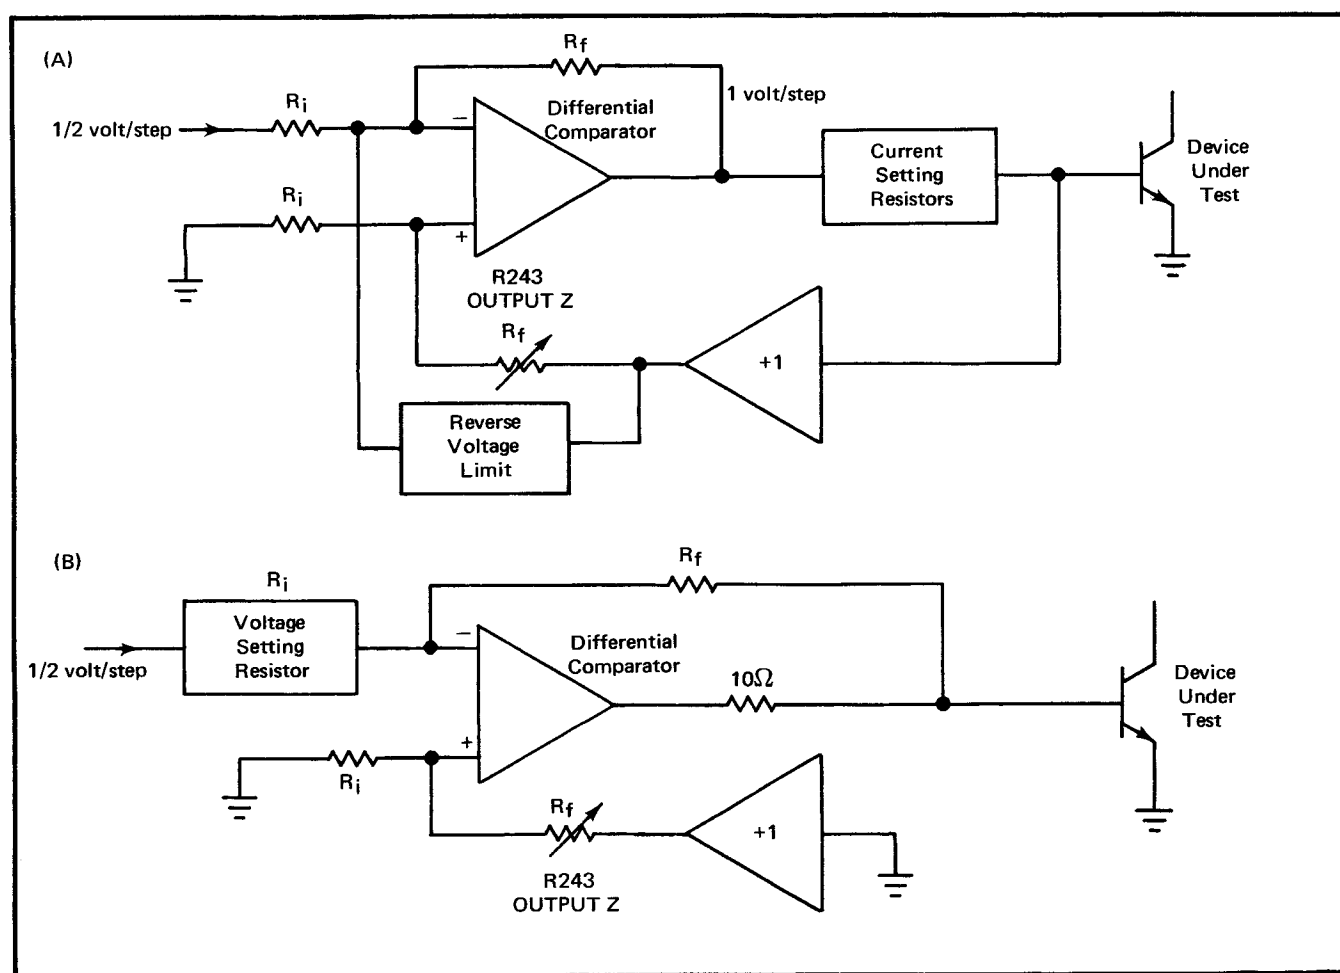 (A)
Rf
1 volt/step
Ri
1/2 volt/step
−
Differential
Comparator
Current
Setting
Resistors
Device
Under
Test
Ri
+
R243
OUTPUT Z
Rf
+1
Reverse
Voltage
Limit
(B)
Rf
Ri
Voltage
Setting
Resistor
1/2 volt/step
−
Differential
Comparator
10Ω
Device
Under
Test
+
Ri
Rf
+1
R243
OUTPUT Z